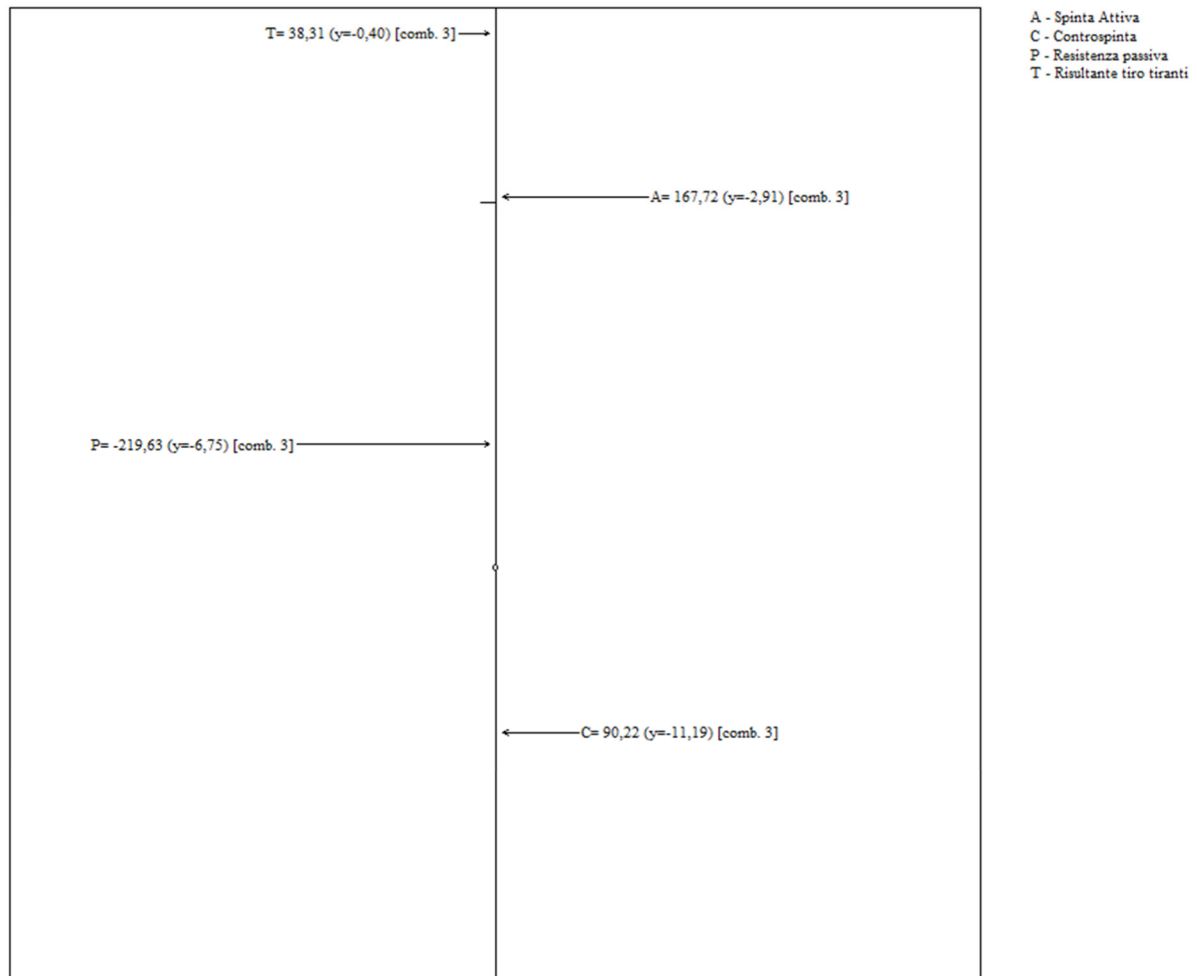 T= 38,31 (y=-0,40) [comb. 3]
A= 167,72 (y=-2,91) [comb. 3]
P= -219,63 (y=-6,75) [comb. 3]
C= 90,22 (y=-11,19) [comb. 3]
A - Spinta Attiva
C - Controspinta
P - Resistenza passiva
T - Risultante tiro tiranti